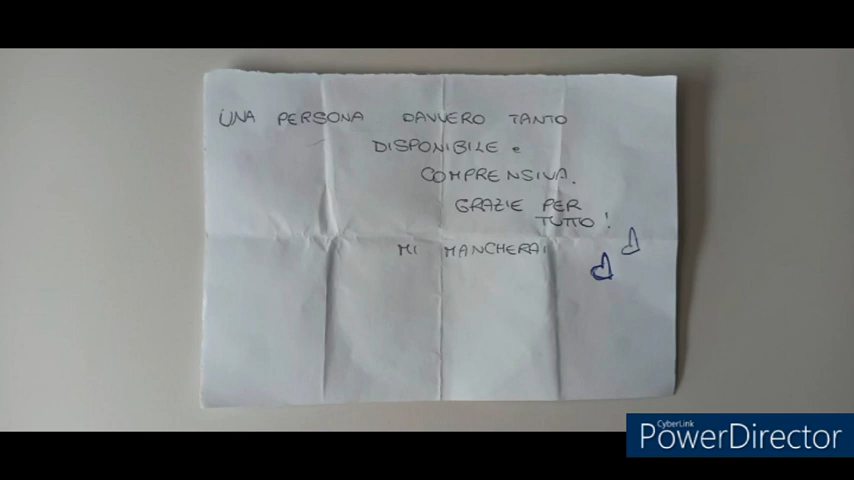 UNA PERSONA DAVVERO TANTO
DISPONIBILE e
COMPRENSIVA.
GRAZIE PER
TUTTO!
MI MANCHERAI
CyberLink
PowerDirector